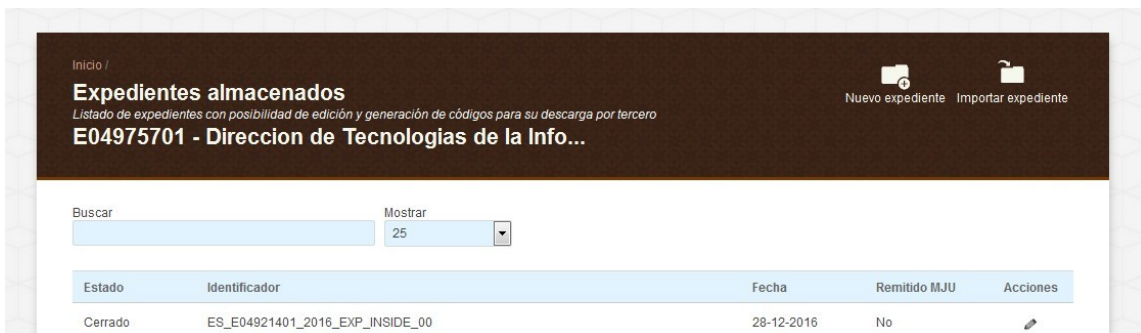 Inicio /
Expedientes almacenados
Listado de expedientes con posibilidad de edición y generación de códigos para su descarga por tercero
E04975701 - Direccion de Tecnologias de la Info...
Nuevo expediente Importar expediente
Buscar Mostrar
25
Estado Identificador Fecha Remitido MJU Acciones
Cerrado ES_E04921401_2016_EXP_INSIDE_00 28-12-2016 No